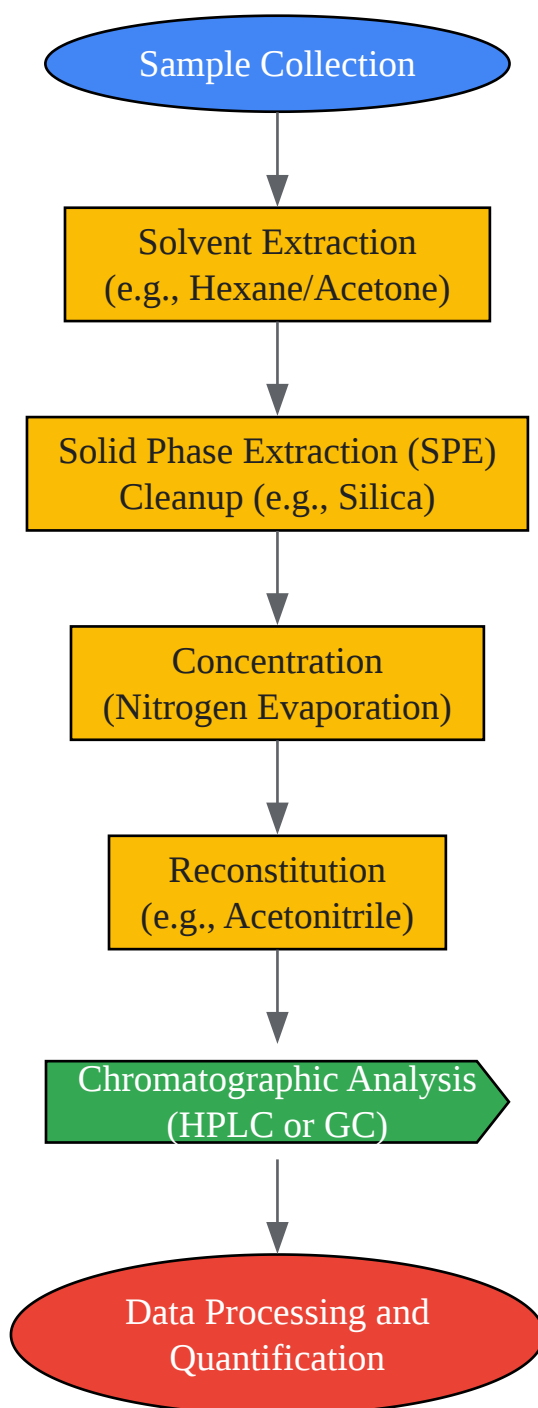 Sample Collection
Solvent Extraction
(e.g., Hexane/Acetone)
Solid Phase Extraction (SPE)
Cleanup (e.g., Silica)
Concentration
(Nitrogen Evaporation)
Reconstitution
(e.g., Acetonitrile)
Chromatographic Analysis
(HPLC or GC)
Data Processing and
Quantification